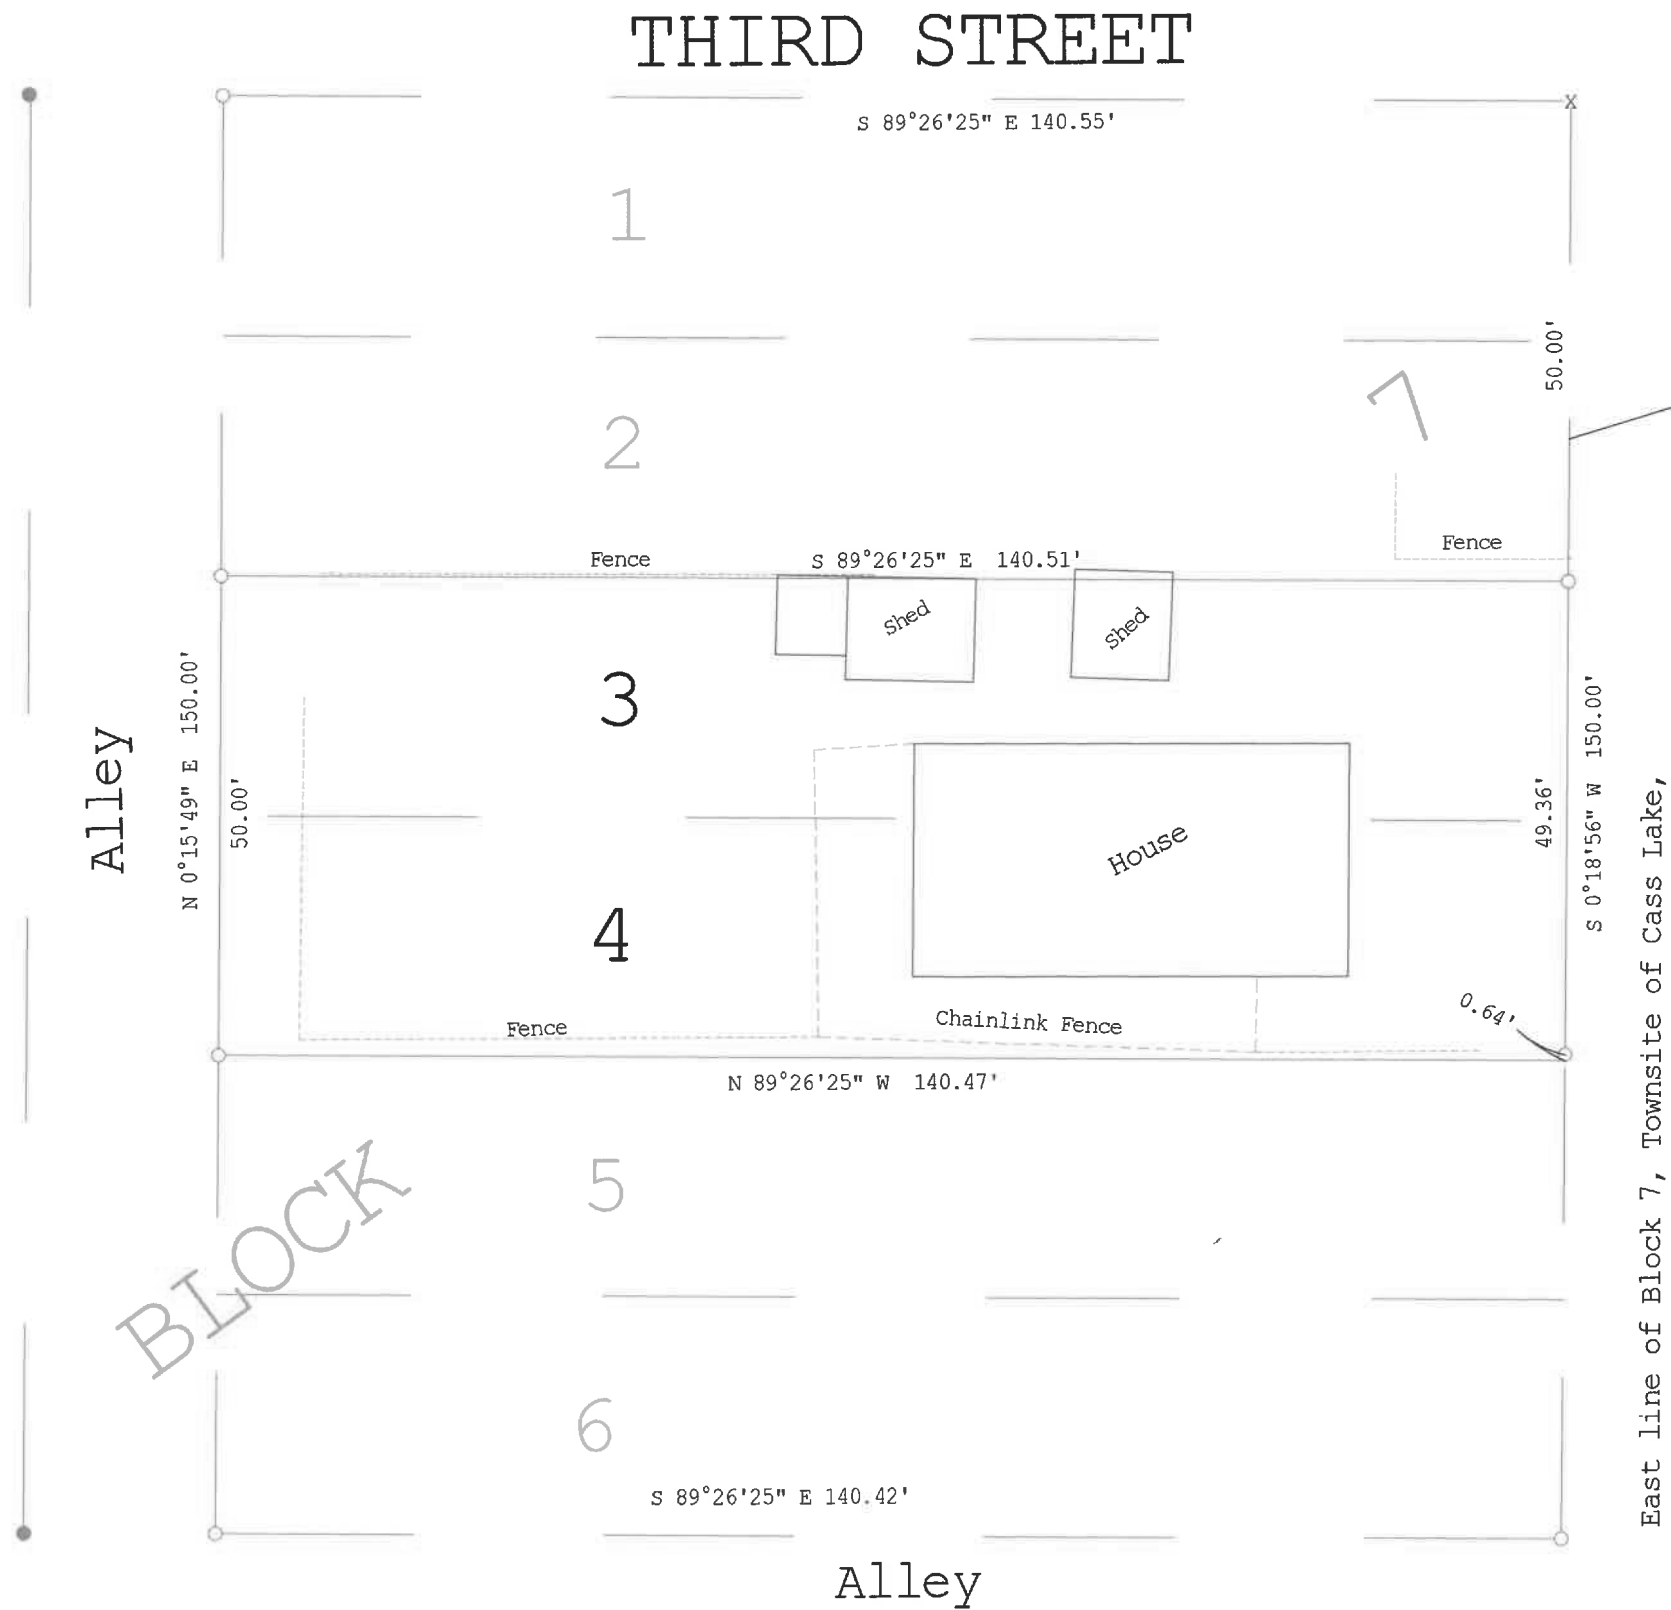 THIRD STREET
S 89°26'25" E 140.55'
1
50.00'
7
2
Fence
Fence
S 89°26'25" E 140.51'
Shed
Shed
3
N 0°15'49" E 150.00'
S 0°18'56" W 150.00'
Alley
50.00'
49.36'
House
4
0.64'
Fence
Chainlink Fence
N 89°26'25" W 140.47'
East line of Block 7, Townsite of Cass Lake,
5
BLOCK
6
S 89°26'25" E 140.42'
Alley
X